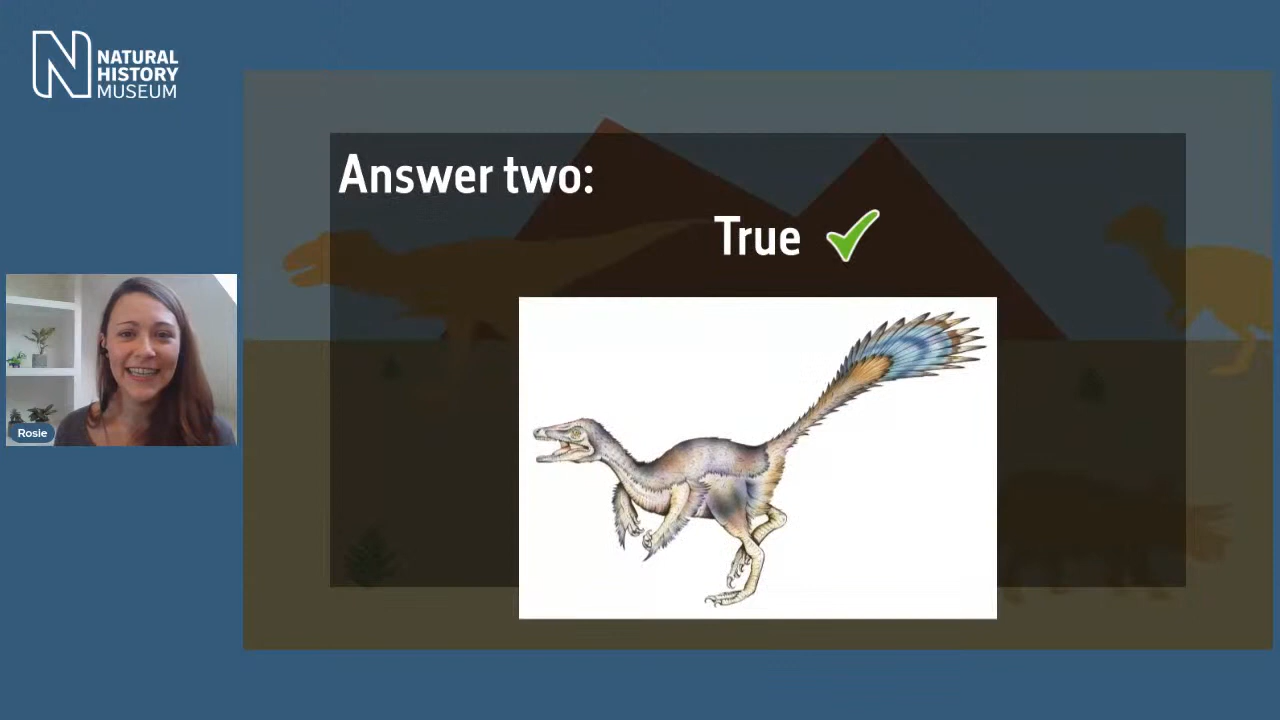 NATURAL
HISTORY
MUSEUM
Answer two:
True
Rosie